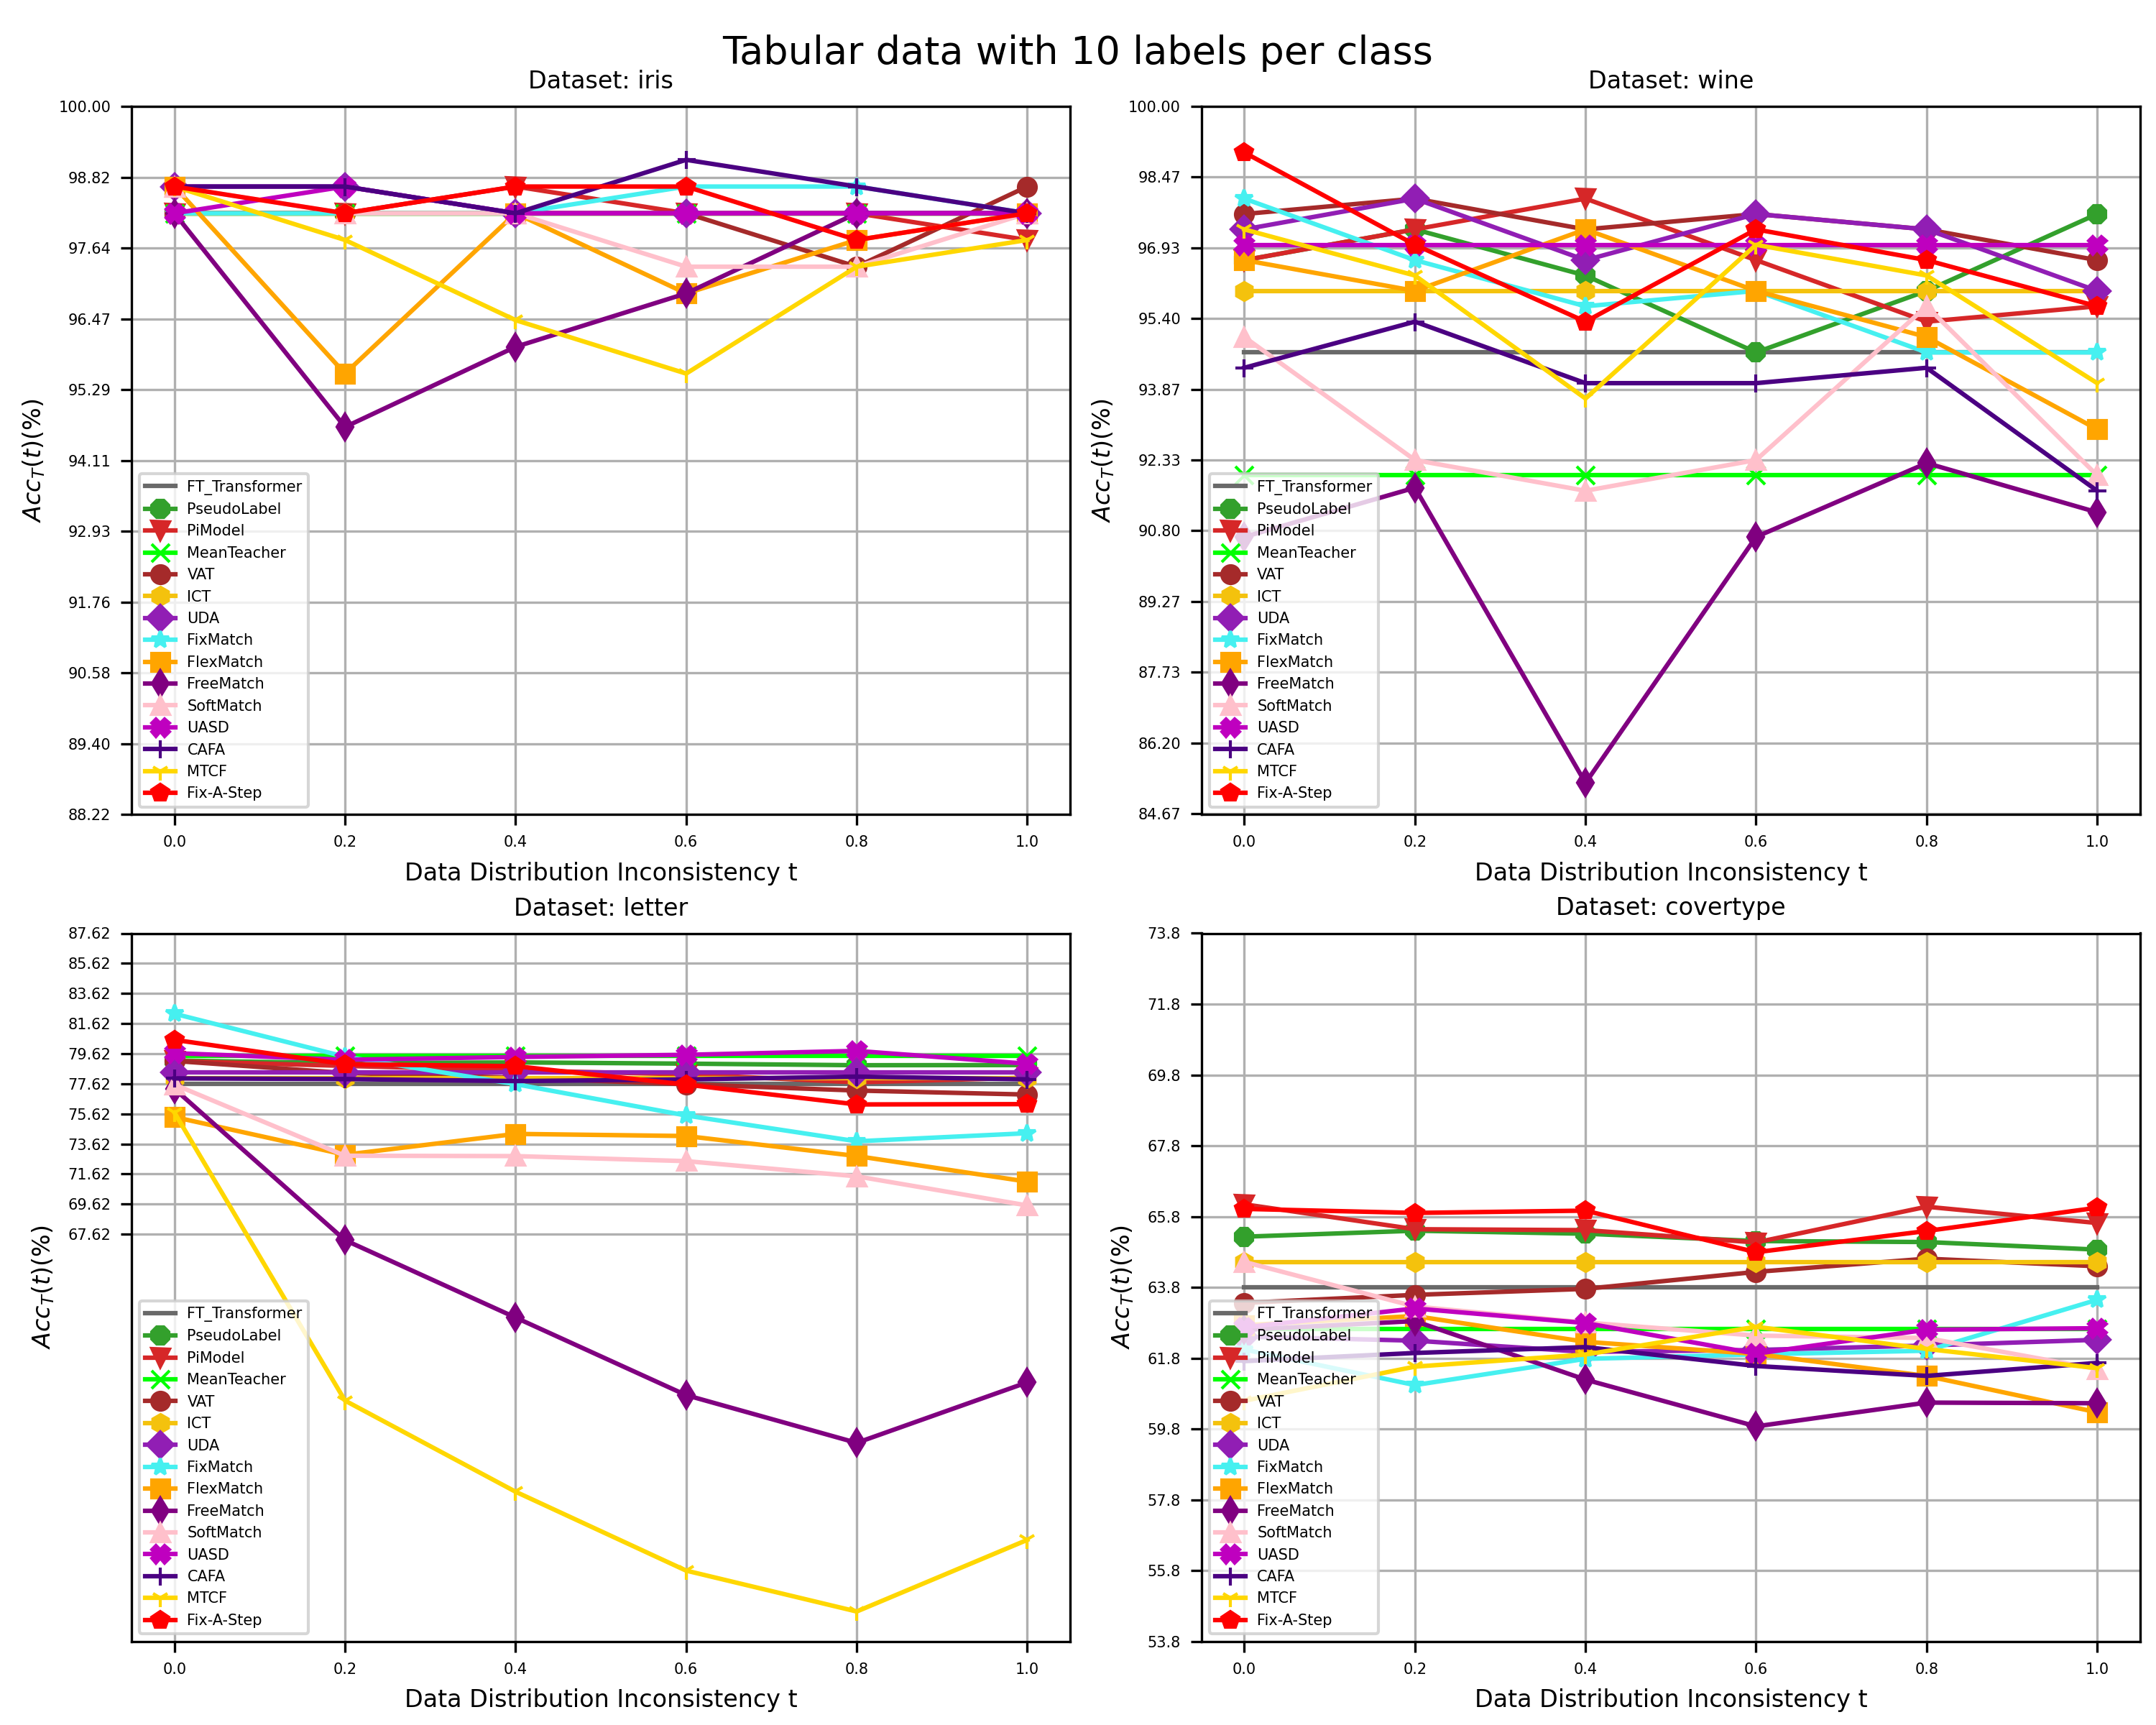 Tabular data with 10 labels per class
Dataset: iris
100.00
98.82
97.64
96.47
95.29
94.11
92.93
91.76
90.58
89.40
88.22
Acc_T(t)(%)
FT_Transformer
PseudoLabel
PiModel
MeanTeacher
VAT
ICT
UDA
FixMatch
FlexMatch
FreeMatch
SoftMatch
UASD
CAFA
MTCF
Fix-A-Step
0.0 0.2 0.4 0.6 0.8 1.0
Data Distribution Inconsistency t
Dataset: wine
100.00
98.47
96.93
95.40
93.87
92.33
90.80
89.27
87.73
86.20
84.67
Acc_T(t)(%)
FT_Transformer
PseudoLabel
PiModel
MeanTeacher
VAT
ICT
UDA
FixMatch
FlexMatch
FreeMatch
SoftMatch
UASD
CAFA
MTCF
Fix-A-Step
0.0 0.2 0.4 0.6 0.8 1.0
Data Distribution Inconsistency t
Dataset: letter
87.62
85.62
83.62
81.62
79.62
77.62
75.62
73.62
71.62
69.62
67.62
Acc_T(t)(%)
FT_Transformer
PseudoLabel
PiModel
MeanTeacher
VAT
ICT
UDA
FixMatch
FlexMatch
FreeMatch
SoftMatch
UASD
CAFA
MTCF
Fix-A-Step
0.0 0.2 0.4 0.6 0.8 1.0
Data Distribution Inconsistency t
Dataset: covertype
73.8
71.8
69.8
67.8
65.8
63.8
61.8
59.8
57.8
55.8
53.8
Acc_T(t)(%)
FT_Transformer
PseudoLabel
PiModel
MeanTeacher
VAT
ICT
UDA
FixMatch
FlexMatch
FreeMatch
SoftMatch
UASD
CAFA
MTCF
Fix-A-Step
0.0 0.2 0.4 0.6 0.8 1.0
Data Distribution Inconsistency t